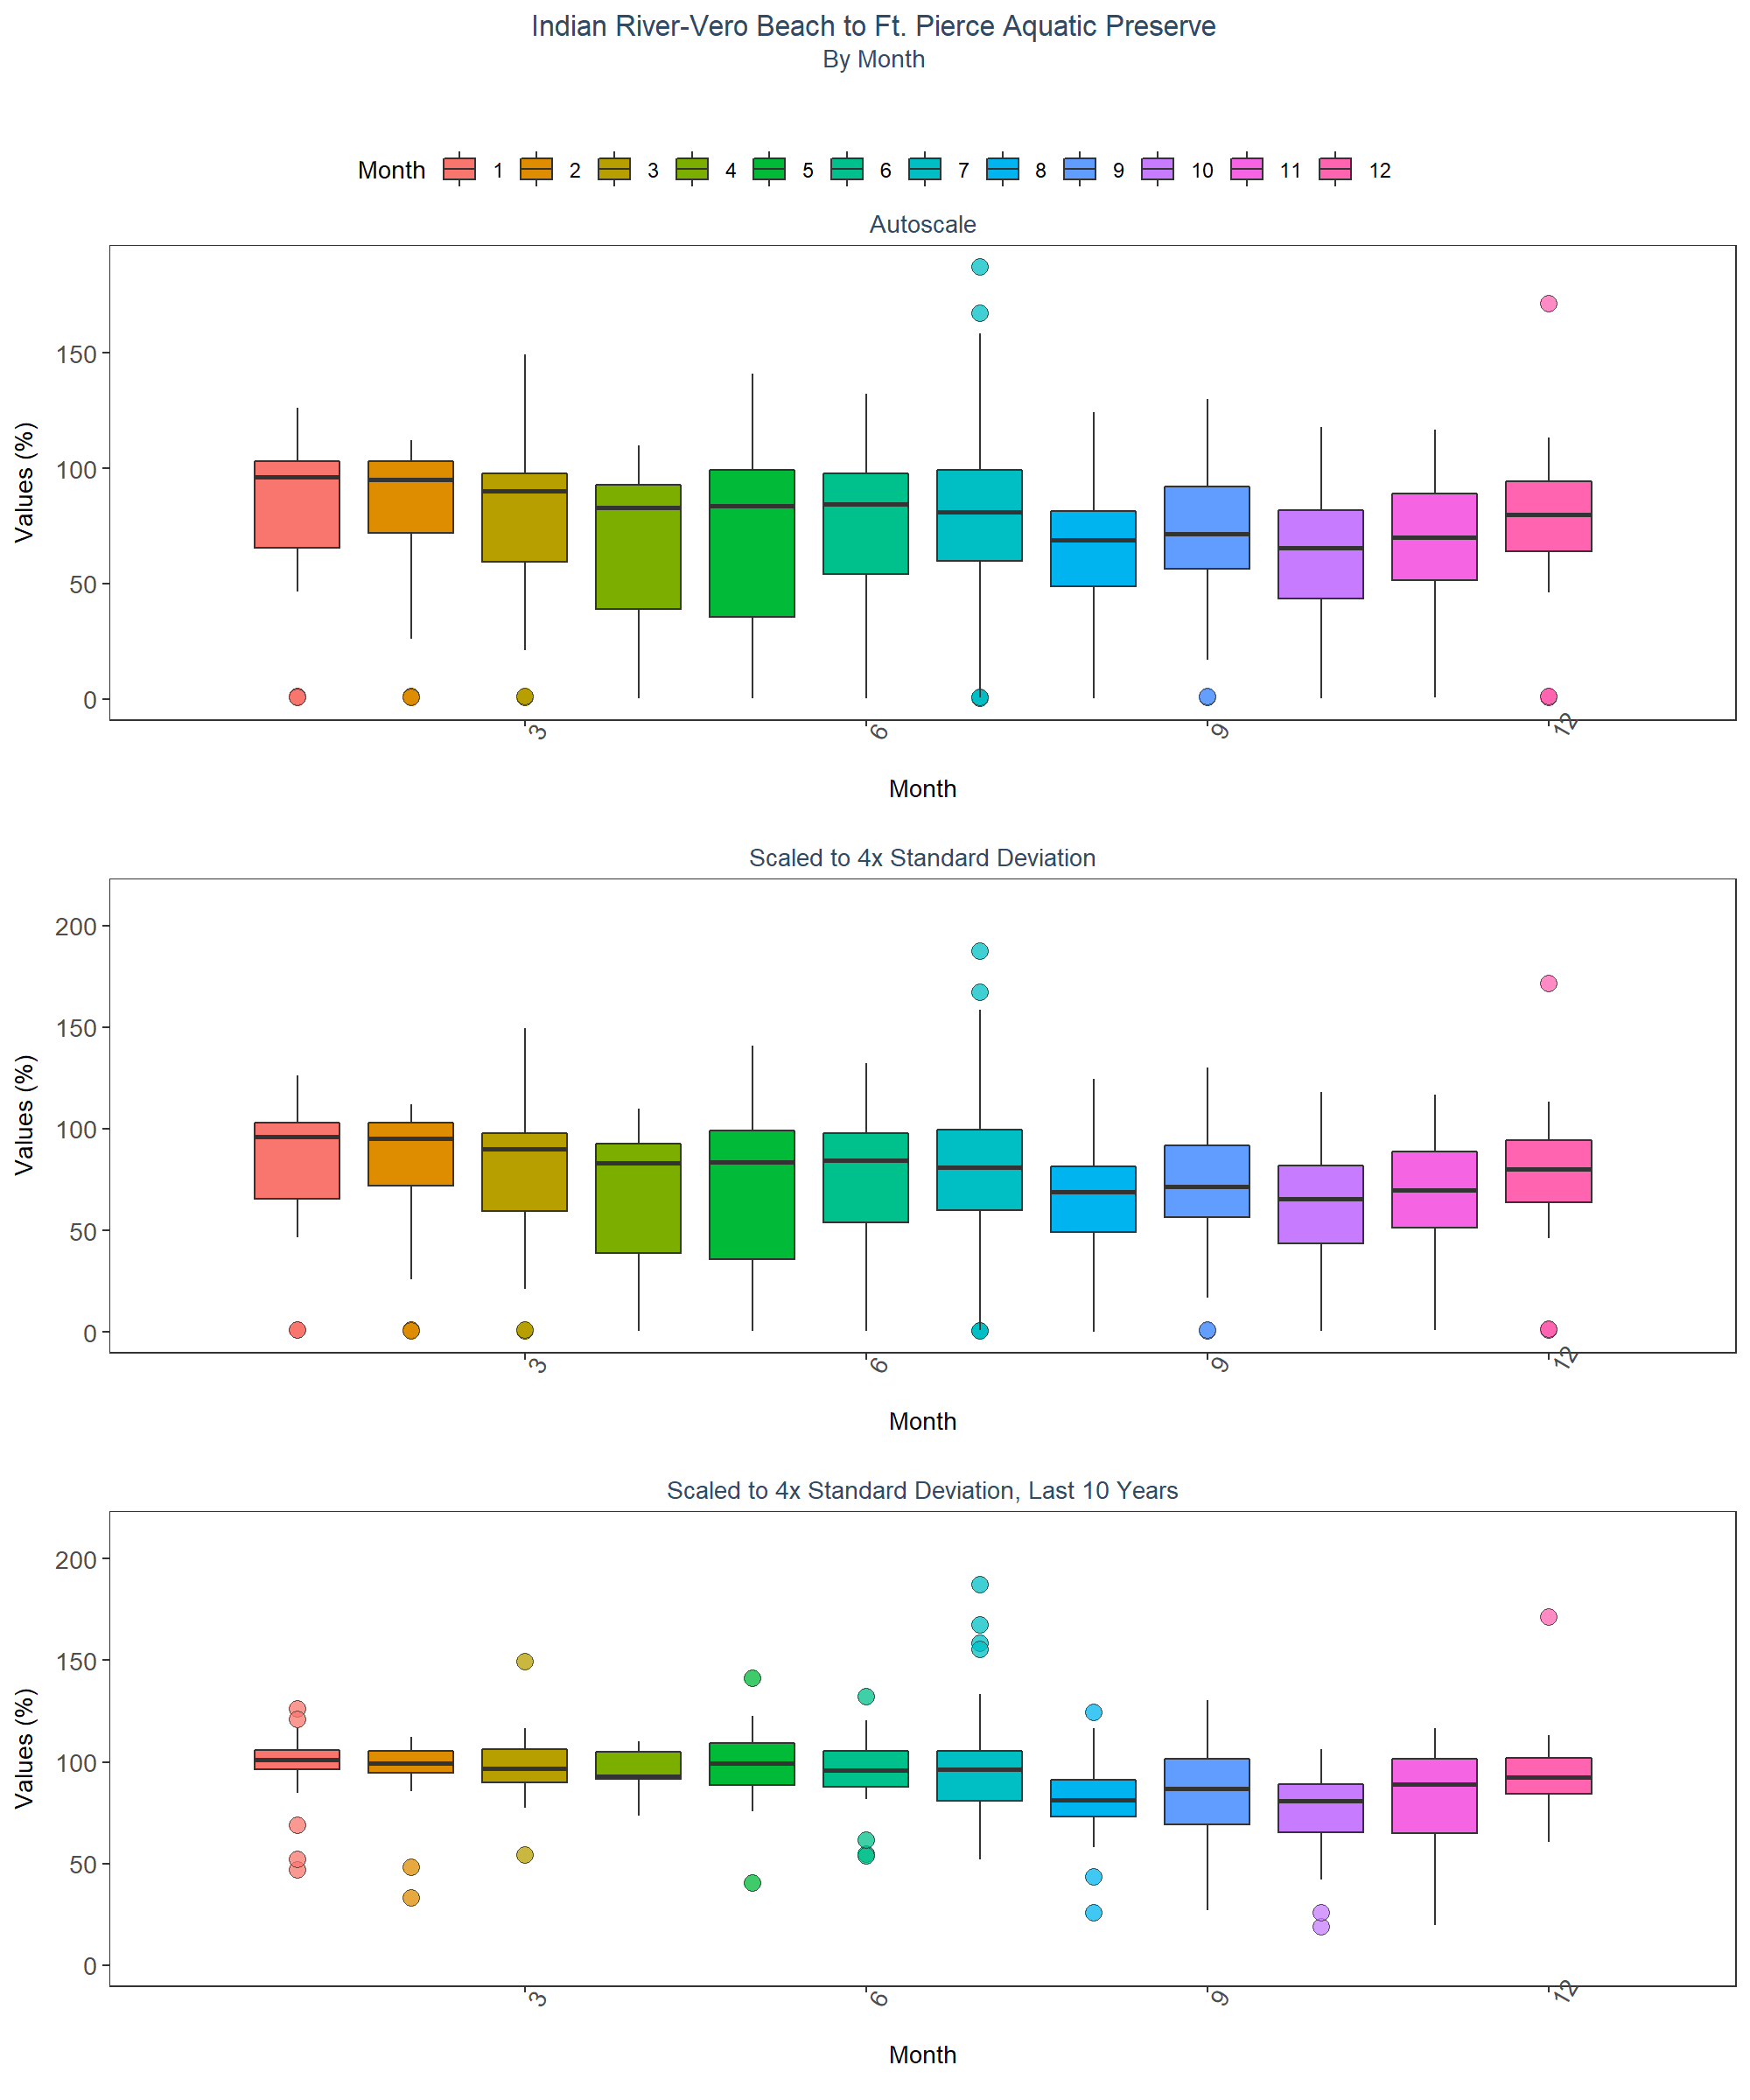 Indian River-Vero Beach to Ft. Pierce Aquatic Preserve
By Month
Month 1 2 3 4 5 6 7 8 9 10 11 12
Autoscale
Values (%)
150
100
50
0
3 6 9 12
Month
Scaled to 4x Standard Deviation
Values (%)
200
150
100
50
0
3 6 9 12
Month
Scaled to 4x Standard Deviation, Last 10 Years
Values (%)
200
150
100
50
0
3 6 9 12
Month